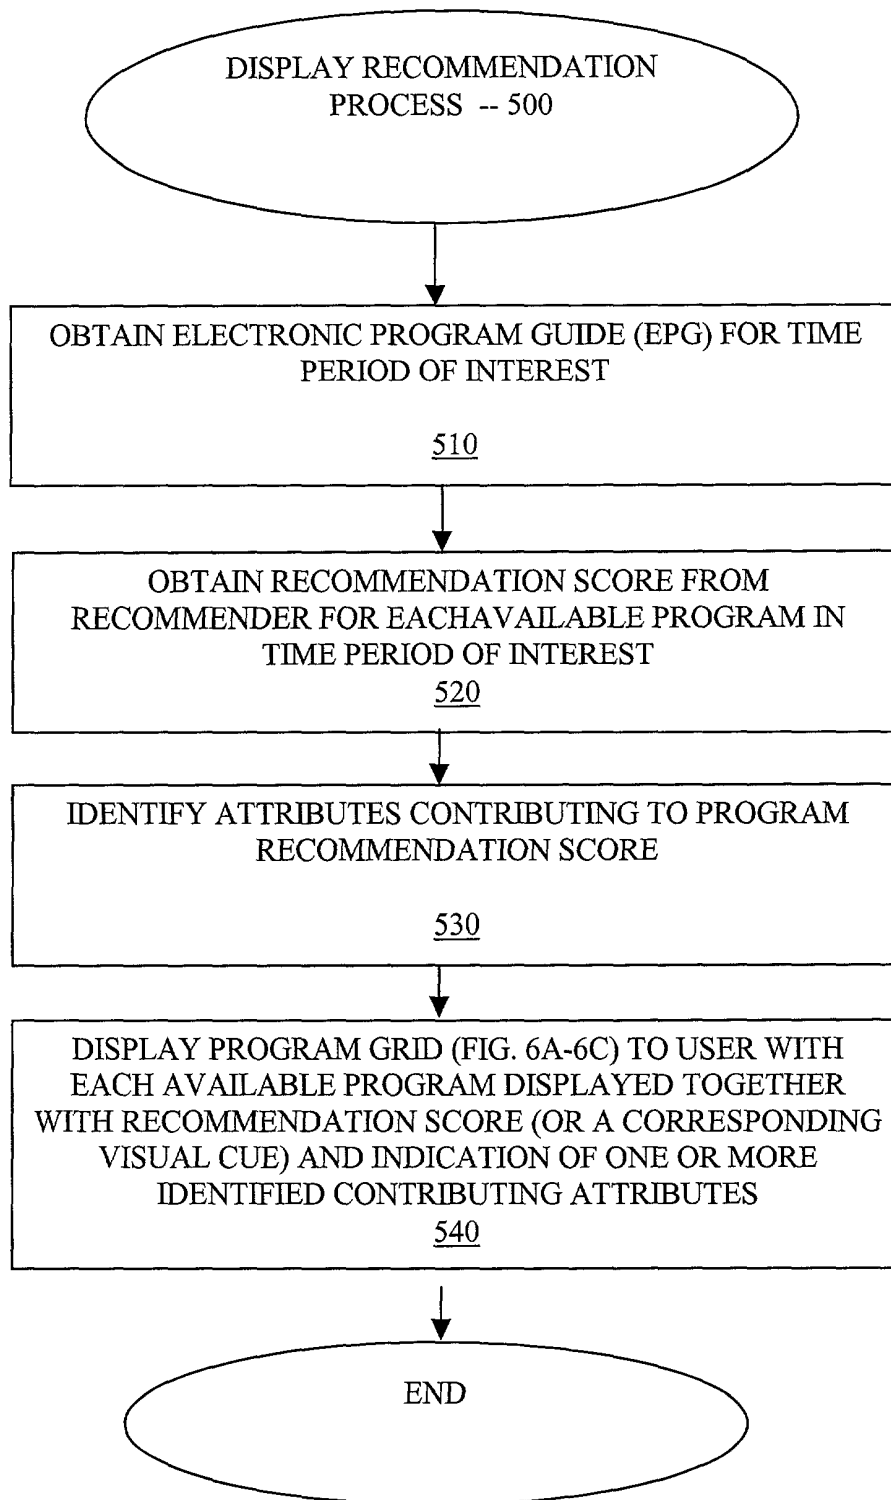 DISPLAY RECOMMENDATION
PROCESS -- 500
OBTAIN ELECTRONIC PROGRAM GUIDE (EPG) FOR TIME
PERIOD OF INTEREST
510
OBTAIN RECOMMENDATION SCORE FROM
RECOMMENDER FOR EACHAVAILABLE PROGRAM IN
TIME PERIOD OF INTEREST
520
IDENTIFY ATTRIBUTES CONTRIBUTING TO PROGRAM
RECOMMENDATION SCORE
530
DISPLAY PROGRAM GRID (FIG. 6A-6C) TO USER WITH
EACH AVAILABLE PROGRAM DISPLAYED TOGETHER
WITH RECOMMENDATION SCORE (OR A CORRESPONDING
VISUAL CUE) AND INDICATION OF ONE OR MORE
IDENTIFIED CONTRIBUTING ATTRIBUTES
540
END